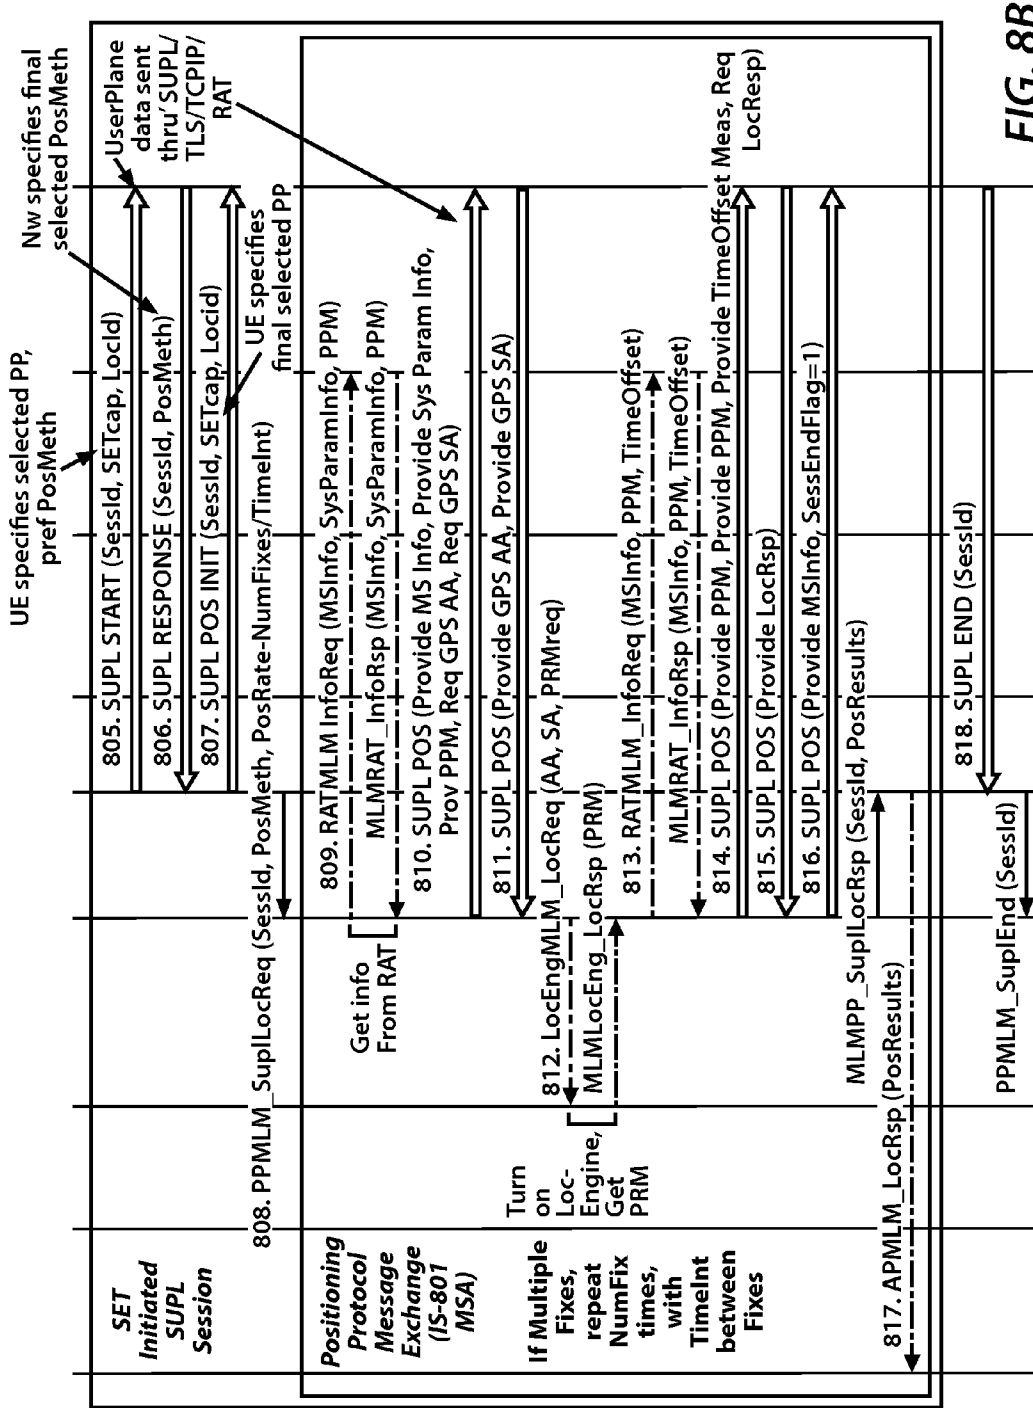 UE specifies selected PP,
pref PosMeth
Nw specifies final
selected PosMeth
SET
Initiated
SUPL
Session
805. SUPL START (SessId, SETcap, LocId)
UserPlane
data sent
thru' SUPL/
TLS/TCPIP/
RAT
806. SUPL RESPONSE (SessId, PosMeth)
807. SUPL POS INIT (SessId, SETcap, Locid)
UE specifies
final selected PP
808. PPMLM_SuplLocReq (SessId, PosMeth, PosRate-NumFixes/TimeInt)
Positioning
Protocol
Message
Exchange
(IS-801
MSA)
Get info
From RAT
809. RATMLM InfoReq (MSInfo, SysParamInfo, PPM)
MLMRAT_InfoRsp (MSInfo, SysParamInfo, PPM)
810. SUPL POS (Provide MS Info, Provide Sys Param Info,
Prov PPM, Req GPS AA, Req GPS SA)
811. SUPL POS (Provide GPS AA, Provide GPS SA)
If Multiple
Fixes,
repeat
NumFix
times,
with
TimeInt
between
Fixes
Turn
on
Loc-
Engine,
Get
PRM
812. LocEngMLM_LocReq (AA, SA, PRMreq)
MLMLocEng_LocRsp (PRM)
813. RATMLM_InfoReq (MSInfo, PPM, TimeOffset)
MLMRAT_InfoRsp (MSInfo, PPM, TimeOffset)
814. SUPL POS (Provide PPM, Provide PPM, Provide TimeOffset Meas, Req
LocResp)
815. SUPL POS (Provide LocRsp)
816. SUPL POS (Provide MSInfo, SessEndFlag=1)
MLMPP_SuplLocRsp (SessId, PosResults)
817. APMLM_LocRsp (PosResults)
818. SUPL END (SessId)
PPMLM_SuplEnd (SessId)
FIG. 8B